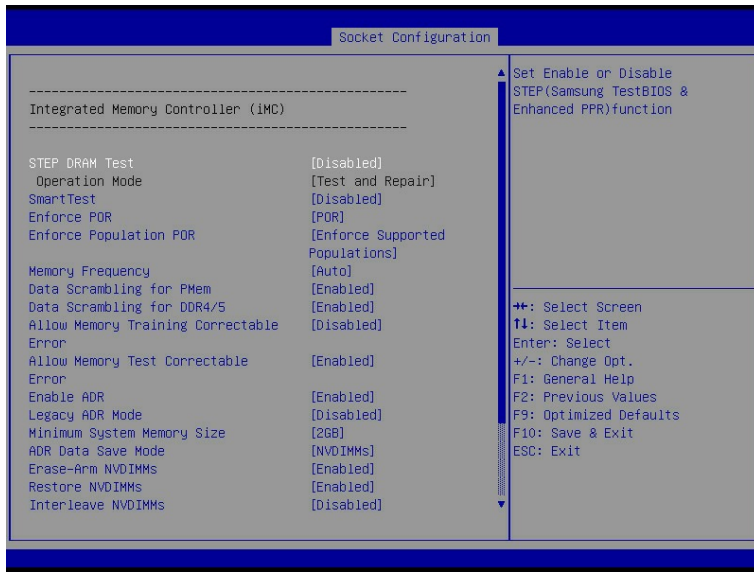 Socket Configuration
------------------------------------------------
Integrated Memory Controller (iMC)
------------------------------------------------
STEP DRAM Test [Disabled]
Operation Mode [Test and Repair]
SmartTest [Disabled]
Enforce POR [POR]
Enforce Population POR [Enforce Supported
Populations]
Memory Frequency [Auto]
Data Scrambling for PMem [Enabled]
Data Scrambling for DDR4/5 [Enabled]
Allow Memory Training Correctable [Disabled]
Error
Allow Memory Test Correctable [Enabled]
Error
Enable ADR [Enabled]
Legacy ADR Mode [Disabled]
Minimum System Memory Size [2GB]
ADR Data Save Mode [NVDIMMs]
Erase-Arm NVDIMMs [Enabled]
Restore NVDIMMs [Enabled]
Interleave NVDIMMs [Disabled]
Set Enable or Disable
STEP(Samsung TestBIOS &
Enhanced PPR)function
→←: Select Screen
↑↓: Select Item
Enter: Select
+/-: Change Opt.
F1: General Help
F2: Previous Values
F9: Optimized Defaults
F10: Save & Exit
ESC: Exit